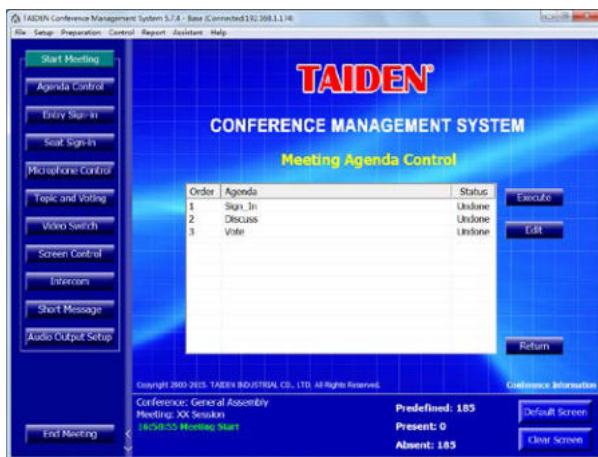 TAIDEN Conference Management System 5.7.4 - Base (Connected:192.168.1.134)
File Setup Preparation Control Report Assistant Help
Start Meeting
Agenda Control
Entry Sign-in
Seat Sign-In
Microphone Control
Topic and Voting
Video Switch
Screen Control
Intercom
Short Message
Audio Output Setup
End Meeting
TAIDEN®
CONFERENCE MANAGEMENT SYSTEM
Meeting Agenda Control
Order Agenda Status
1 Sign_In Undone
2 Discuss Undone
3 Vote Undone
Execute
Edit
Return
Copyright 2003-2015. TAIDEN INDUSTRIAL CO., LTD. All Rights Reserved.
Conference Information
Conference: General Assembly
Meeting: XX Session
16:50:55 Meeting Start
Predefined: 185
Present: 0
Absent: 185
Default Screen
Clear Screen